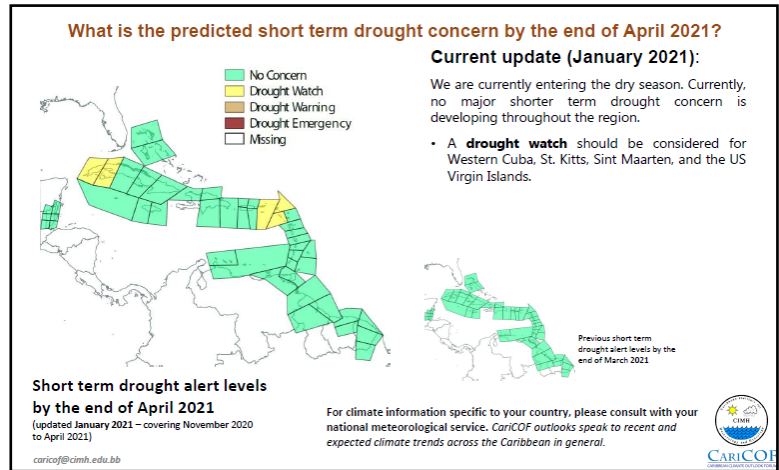 What is the predicted short term drought concern by the end of April 2021?
No Concern
Drought Watch
Drought Warning
Drought Emergency
Missing
Current update (January 2021):
We are currently entering the dry season. Currently,
no major shorter term drought concern is
developing throughout the region.
• A drought watch should be considered for
Western Cuba, St. Kitts, Sint Maarten, and the US
Virgin Islands.
Previous short term
drought alert levels by the
end of March 2021
Short term drought alert levels
by the end of April 2021
(updated January 2021 – covering November 2020
to April 2021)
caricof@cimh.edu.bb
For climate information specific to your country, please consult with your
national meteorological service. CariCOF outlooks speak to recent and
expected climate trends across the Caribbean in general.
CIMH
CARICOF
CARIBBEAN CLIMATE OUTLOOK FORUM